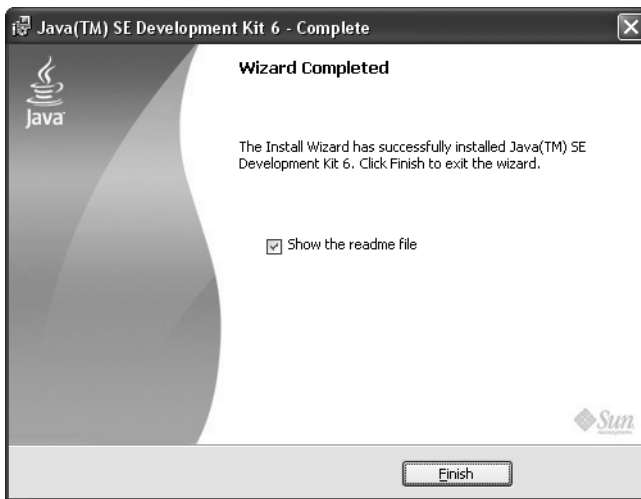 Java(TM) SE Development Kit 6 - Complete
Java
Wizard Completed
The Install Wizard has successfully installed Java(TM) SE
Development Kit 6. Click Finish to exit the wizard.
Show the readme file
Sun
Finish